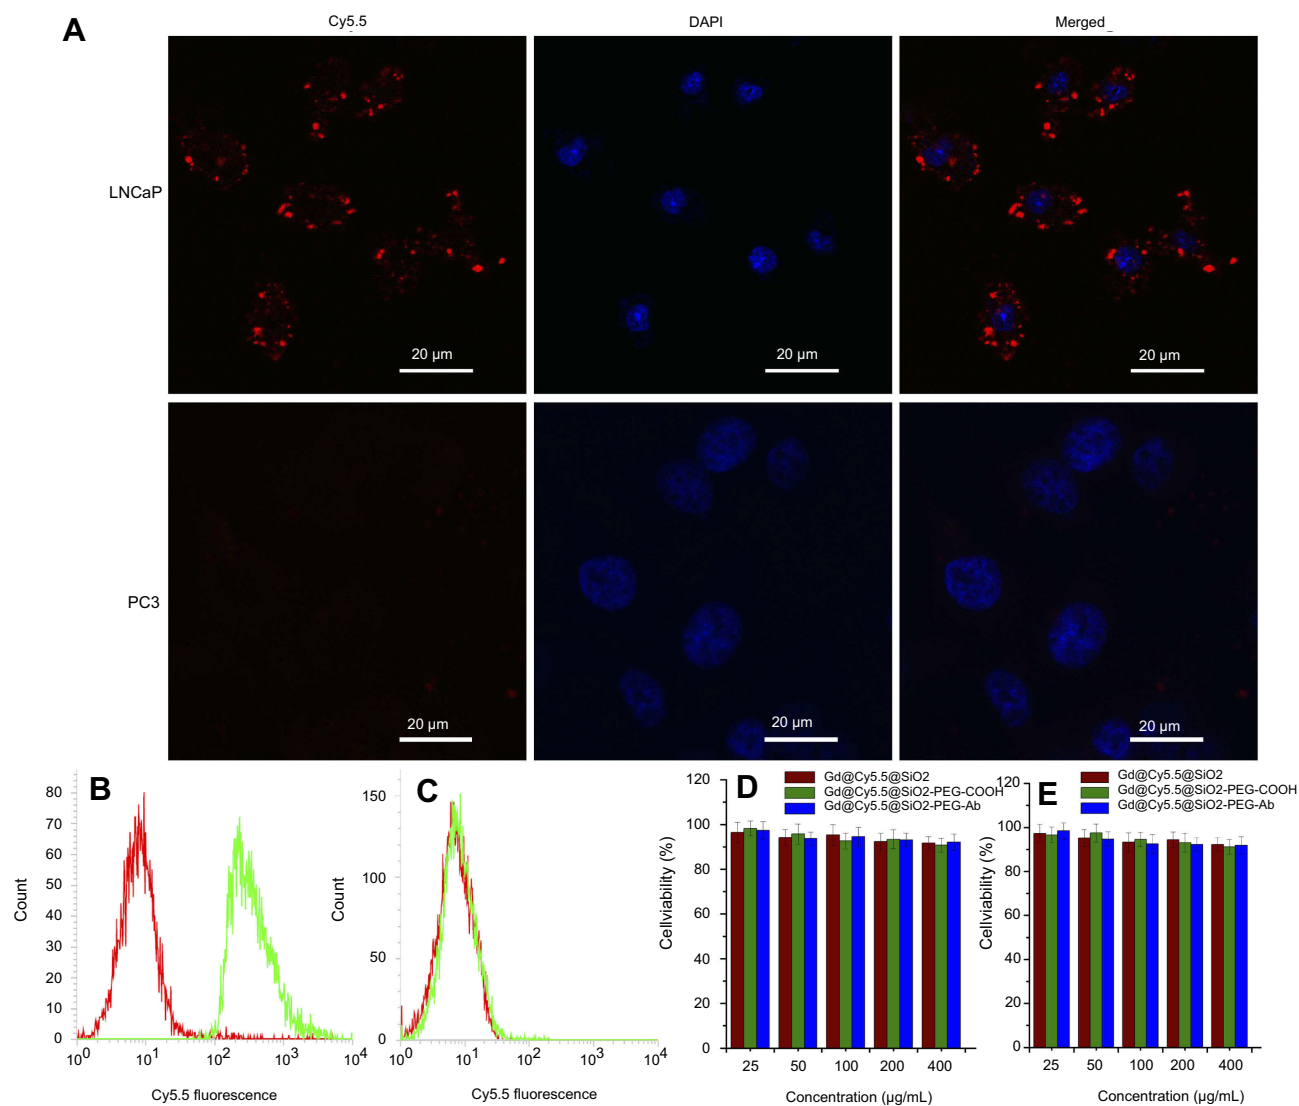 A
Cy5.5
DAPI
Merged
LNCaP
20 µm
20 µm
20 µm
PC3
20 µm
20 µm
20 µm
B
80
70
60
50
40
30
20
10
0
Count
10^0
10^1
10^2
10^3
10^4
Cy5.5 fluorescence
C
150
100
50
0
Count
10^0
10^1
10^2
10^3
10^4
Cy5.5 fluorescence
D
Gd@Cy5.5@SiO2
Gd@Cy5.5@SiO2-PEG-COOH
Gd@Cy5.5@SiO2-PEG-Ab
120
100
80
60
40
20
0
Cellviability (%)
25
50
100
200
400
Concentration (µg/mL)
E
Gd@Cy5.5@SiO2
Gd@Cy5.5@SiO2-PEG-COOH
Gd@Cy5.5@SiO2-PEG-Ab
120
100
80
60
40
20
0
Cellviability (%)
25
50
100
200
400
Concentration (µg/mL)